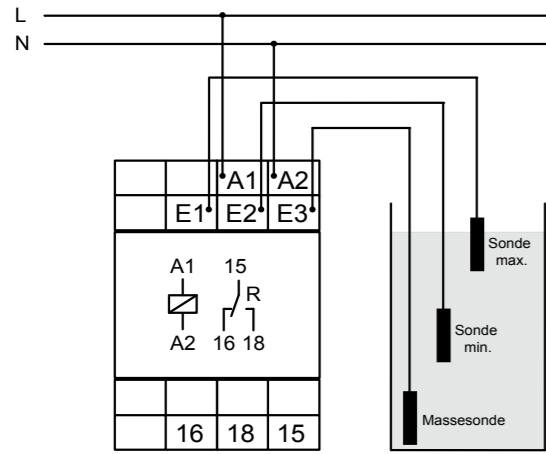 L
N
A1 A2
E1 E2 E3
Sonde
max.
A1 15
R
A2 16 18
Sonde
min.
Massesonde
16 18 15